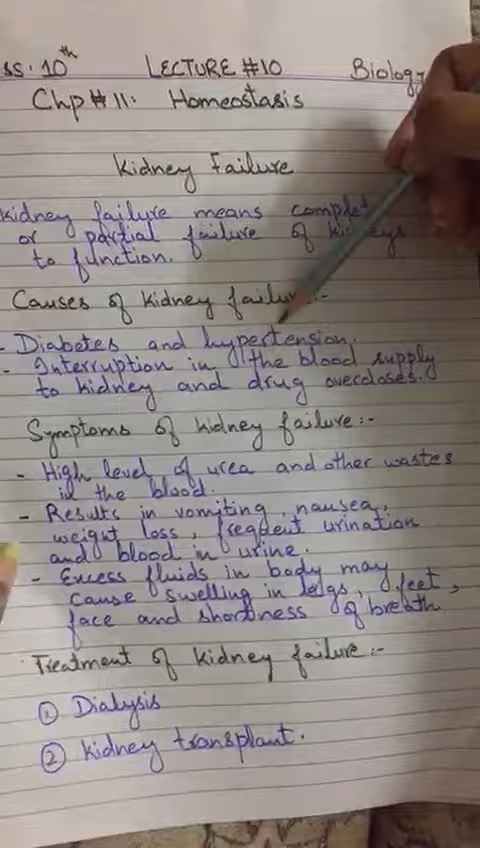 ss. 10th LECTURE #10 Biology
Chp # 11: Homeostasis
Kidney Failure
kidney failure means complet
or partial failure of kidneys
to function.
Causes of kidney failure:-
- Diabetes and hypertension.
- Interruption in the blood supply
to kidney and drug overdoses.
Symptoms of kidney failure:-
- High level of urea and other wastes
in the blood.
- Results in vomiting, nausea,
weight loss, frequent urination
and blood in urine.
- Excess fluids in body may
cause swelling in legs, feet,
face and shortness of breath
Treatment of kidney failure:-
① Dialysis
② kidney transplant.